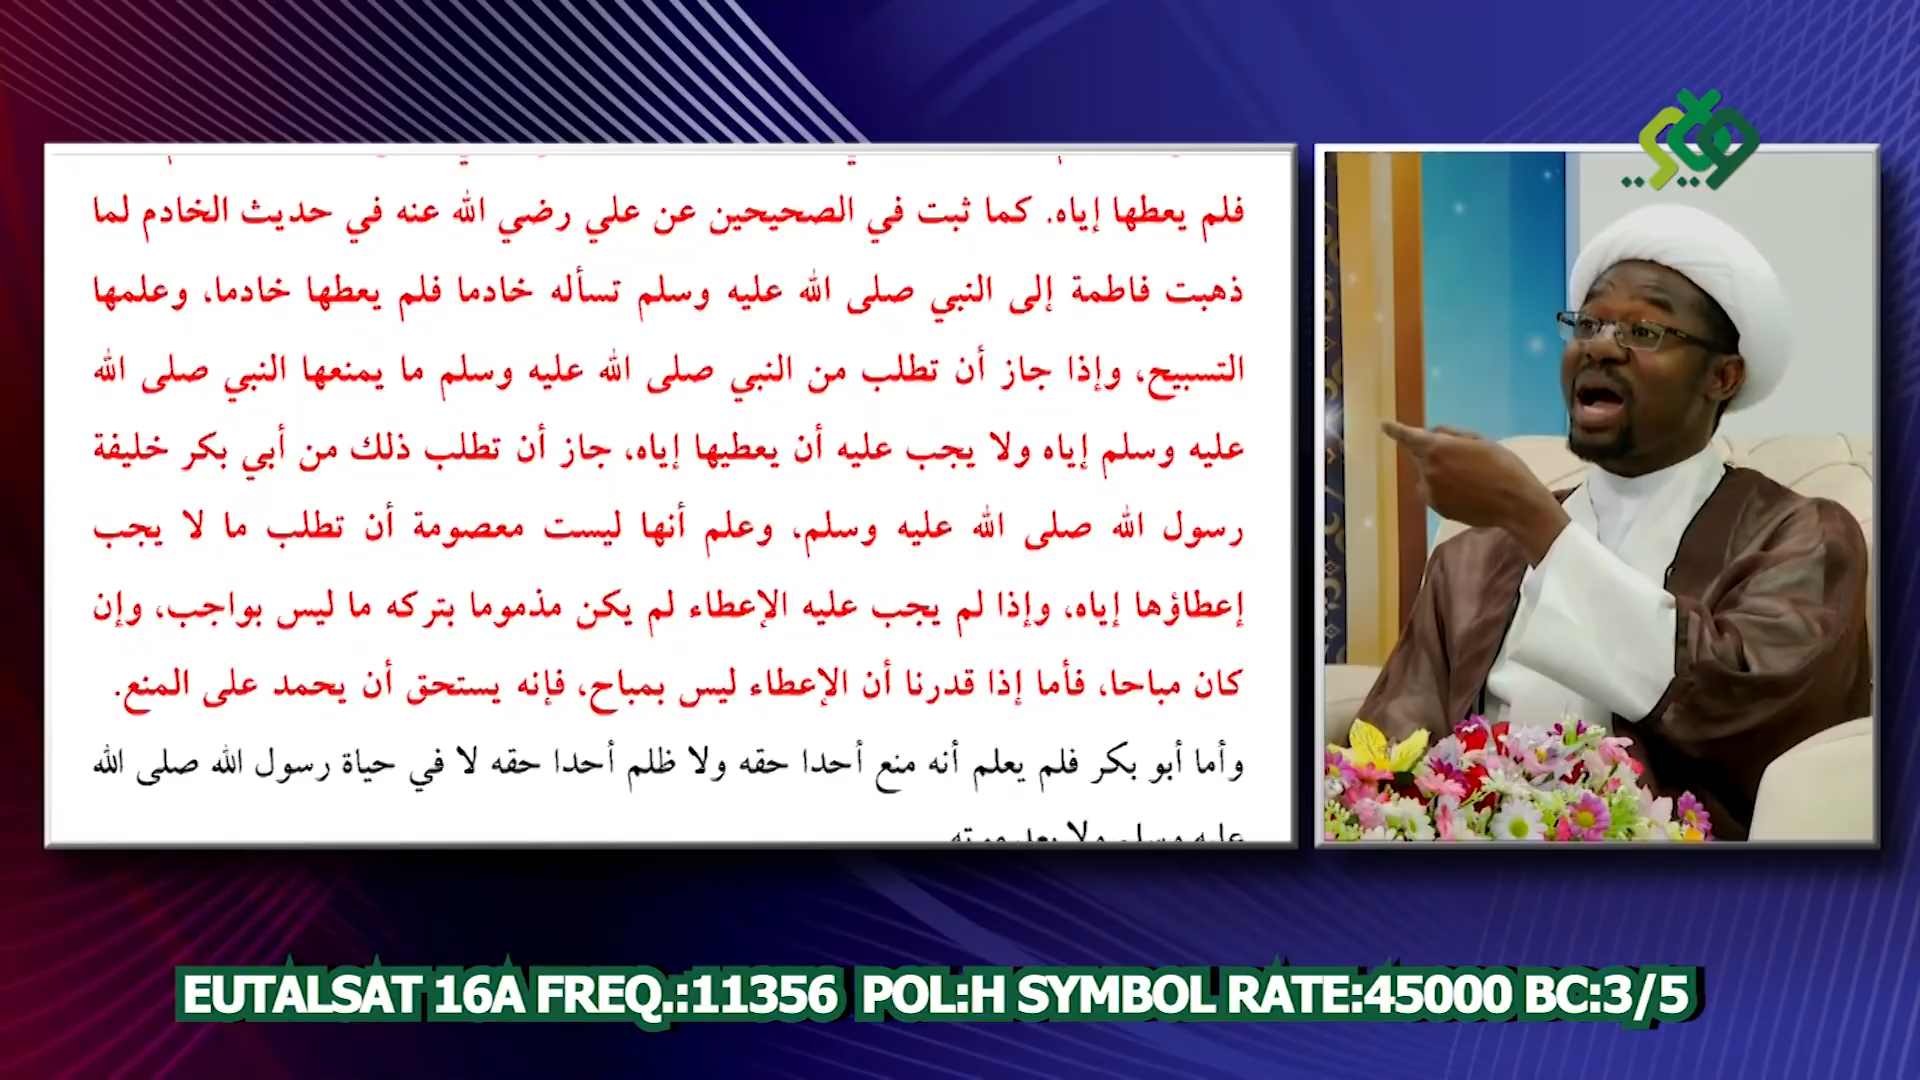 فلم يعطها إياه. كما ثبت في الصحيحين عن علي رضي الله عنه في حديث الخادم لما
ذهبت فاطمة إلى النبي صلى الله عليه وسلم تسأله خادما فلم يعطها خادما، وعلمها
التسبيح، وإذا جاز أن تطلب من النبي صلى الله عليه وسلم ما يمنعها النبي صلى الله
عليه وسلم إياه ولا يجب عليه أن يعطيها إياه، جاز أن تطلب ذلك من أبي بكر خليفة
رسول الله صلى الله عليه وسلم، وعلم أنها ليست معصومة أن تطلب ما لا يجب
إعطاؤها إياه، وإذا لم يجب عليه الإعطاء لم يكن مذموما بتركه ما ليس بواجب، وإن
كان مباحا، فأما إذا قدرنا أن الإعطاء ليس بمباح، فإنه يستحق أن يحمد على المنع.
وأما أبو بكر فلم يعلم أنه منع أحدا حقه ولا ظلم أحدا حقه لا في حياة رسول الله صلى الله
عليه وسلم ولا بعد موته
EUTALSAT 16A FREQ.:11356 POL:H SYMBOL RATE:45000 BC:3/5